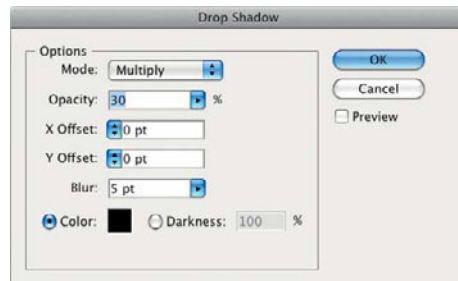 Drop Shadow
Options
Mode: Multiply
Opacity: 30 %
X Offset: 0 pt
Y Offset: 0 pt
Blur: 5 pt
Color: Darkness: 100 %
OK
Cancel
Preview